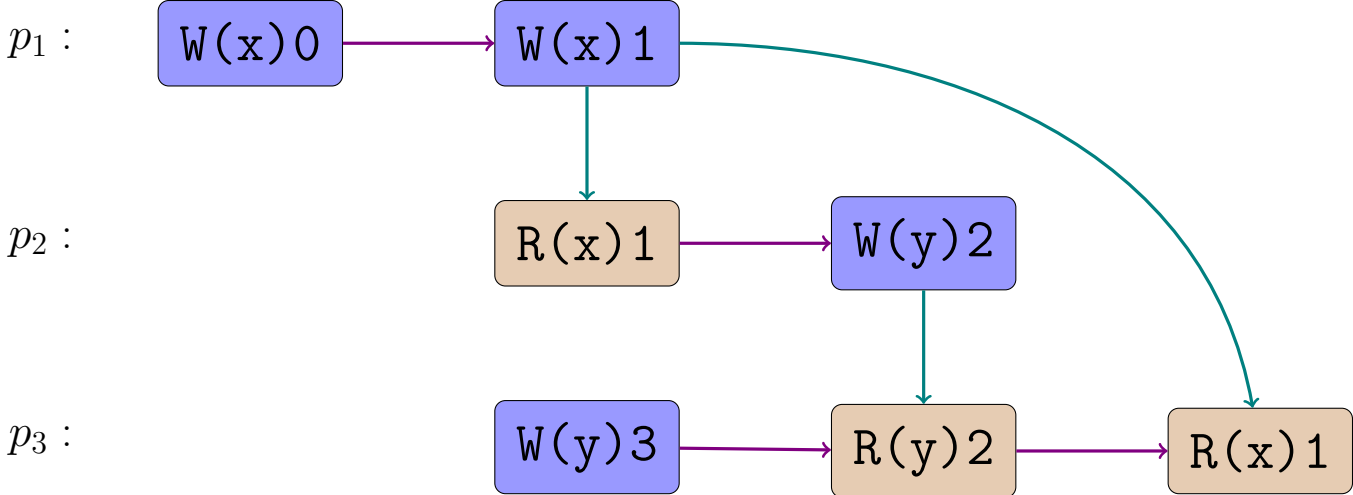 p₁ : W(x)0 W(x)1
p₂ : R(x)1 W(y)2
p₃ : W(y)3 R(y)2 R(x)1